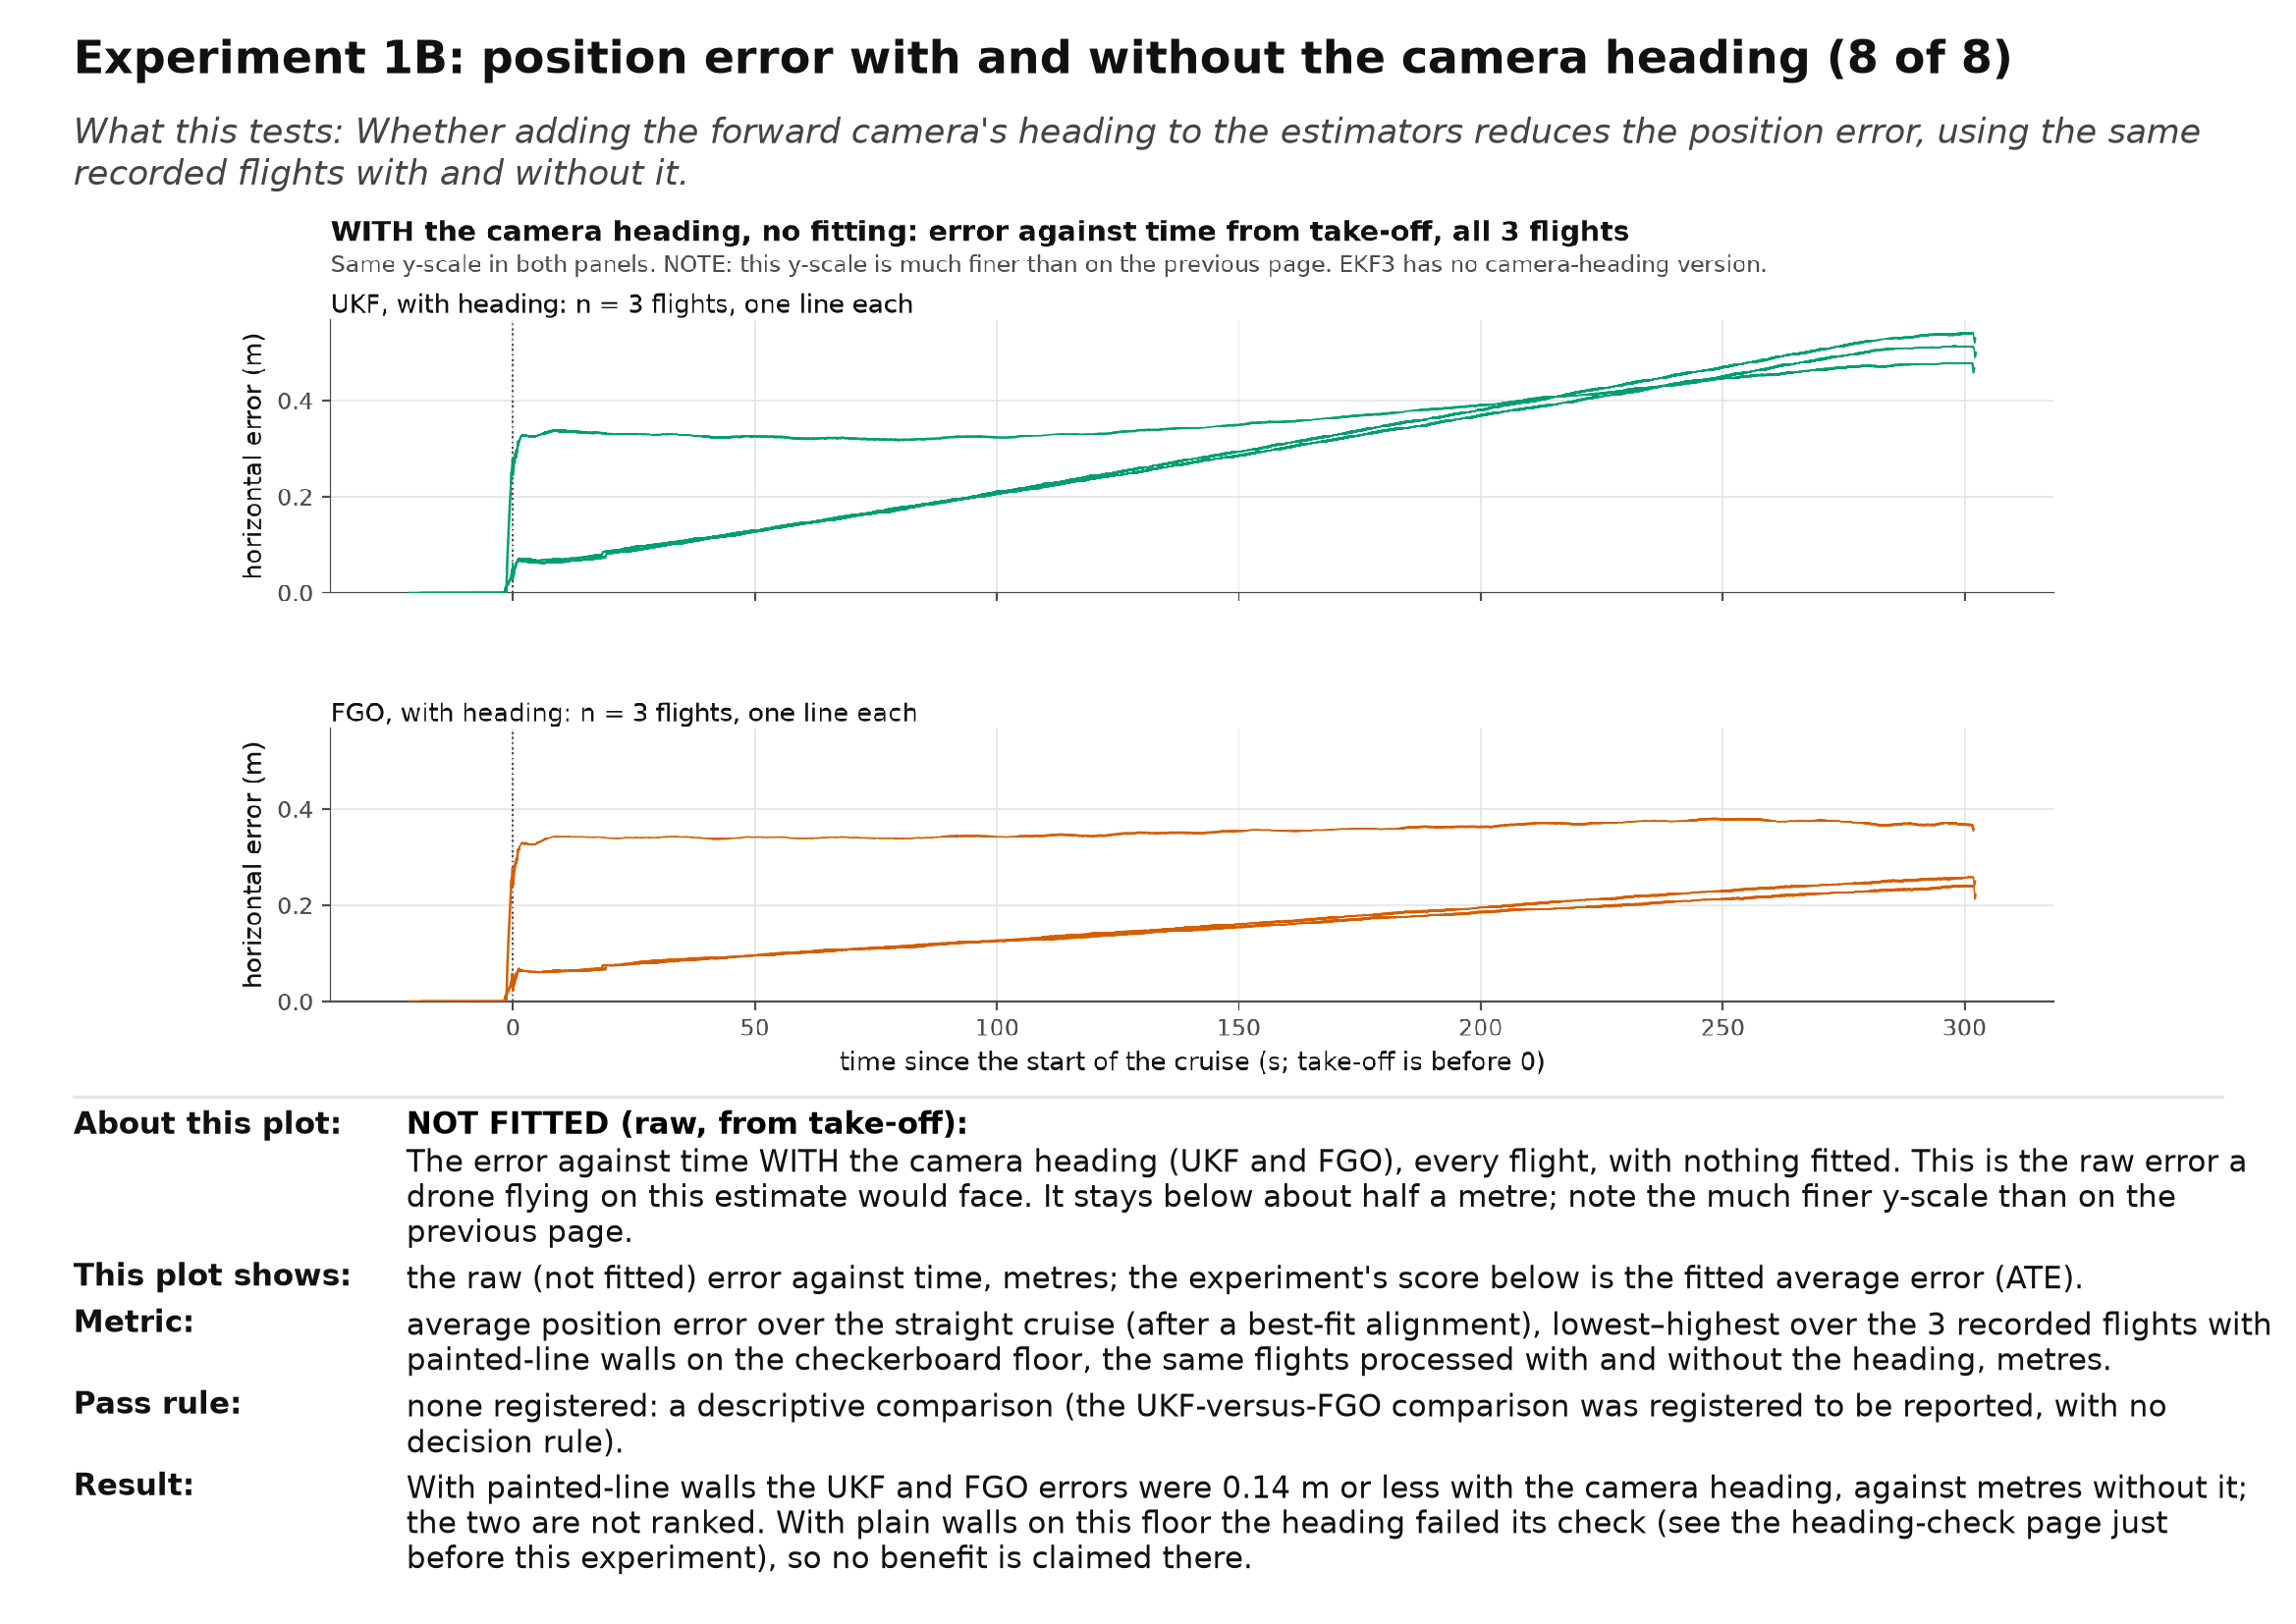 Experiment 1B: position error with and without the camera heading (8 of 8)
What this tests: Whether adding the forward camera's heading to the estimators reduces the position error, using the same
recorded flights with and without it.
WITH the camera heading, no fitting: error against time from take-off, all 3 flights
Same y-scale in both panels. NOTE: this y-scale is much finer than on the previous page. EKF3 has no camera-heading version.
UKF, with heading: n = 3 flights, one line each
horizontal error (m)
0.4
0.2
0.0
FGO, with heading: n = 3 flights, one line each
horizontal error (m)
0.4
0.2
0.0
0 50 100 150 200 250 300
time since the start of the cruise (s; take-off is before 0)
About this plot: NOT FITTED (raw, from take-off):
The error against time WITH the camera heading (UKF and FGO), every flight, with nothing fitted. This is the raw error a
drone flying on this estimate would face. It stays below about half a metre; note the much finer y-scale than on the
previous page.
This plot shows: the raw (not fitted) error against time, metres; the experiment's score below is the fitted average error (ATE).
Metric: average position error over the straight cruise (after a best-fit alignment), lowest–highest over the 3 recorded flights with
painted-line walls on the checkerboard floor, the same flights processed with and without the heading, metres.
Pass rule: none registered: a descriptive comparison (the UKF-versus-FGO comparison was registered to be reported, with no
decision rule).
Result: With painted-line walls the UKF and FGO errors were 0.14 m or less with the camera heading, against metres without it;
the two are not ranked. With plain walls on this floor the heading failed its check (see the heading-check page just
before this experiment), so no benefit is claimed there.